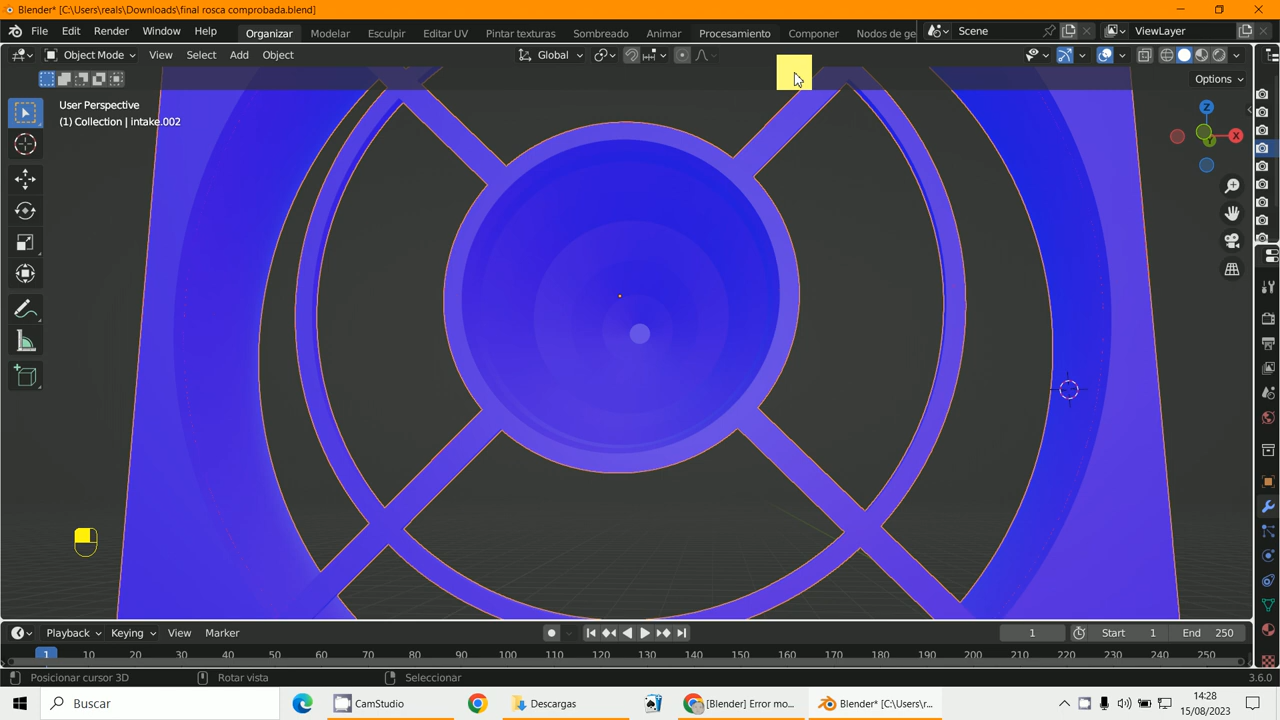 Blender* [C:\Users\reals\Downloads\final rosca comprobada.blend]
File Edit Render Window Help Organizar Modelar Esculpir Editar UV Pintar texturas Sombreado Animar Procesamiento Componer Nodos de ge Scene ViewLayer
Object Mode View Select Add Object Global
Options
User Perspective
(1) Collection | intake.002
Z
X
Y
Playback Keying View Marker 1 Start 1 End 250
1 10 20 30 40 50 60 70 80 90 100 110 120 130 140 150 160 170 180 190 200 210 220 230 240 250
Posicionar cursor 3D Rotar vista Seleccionar 3.6.0
Buscar CamStudio Descargas [Blender] Error mo... Blender* [C:\Users\r... 14:28
15/08/2023